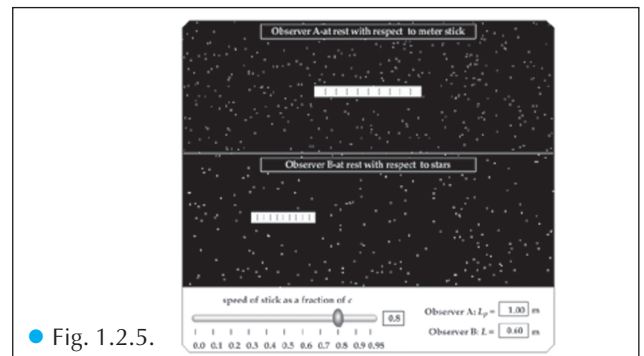 Observer A-at rest with respect to meter stick
Observer B-at rest with respect to stars
speed of stick as a fraction of c
0.8
0.0 0.1 0.2 0.3 0.4 0.5 0.6 0.7 0.8 0.9 0.98
Observer A: Lp = 1.00 m
Observer B: L = 0.60 m
Fig. 1.2.5.